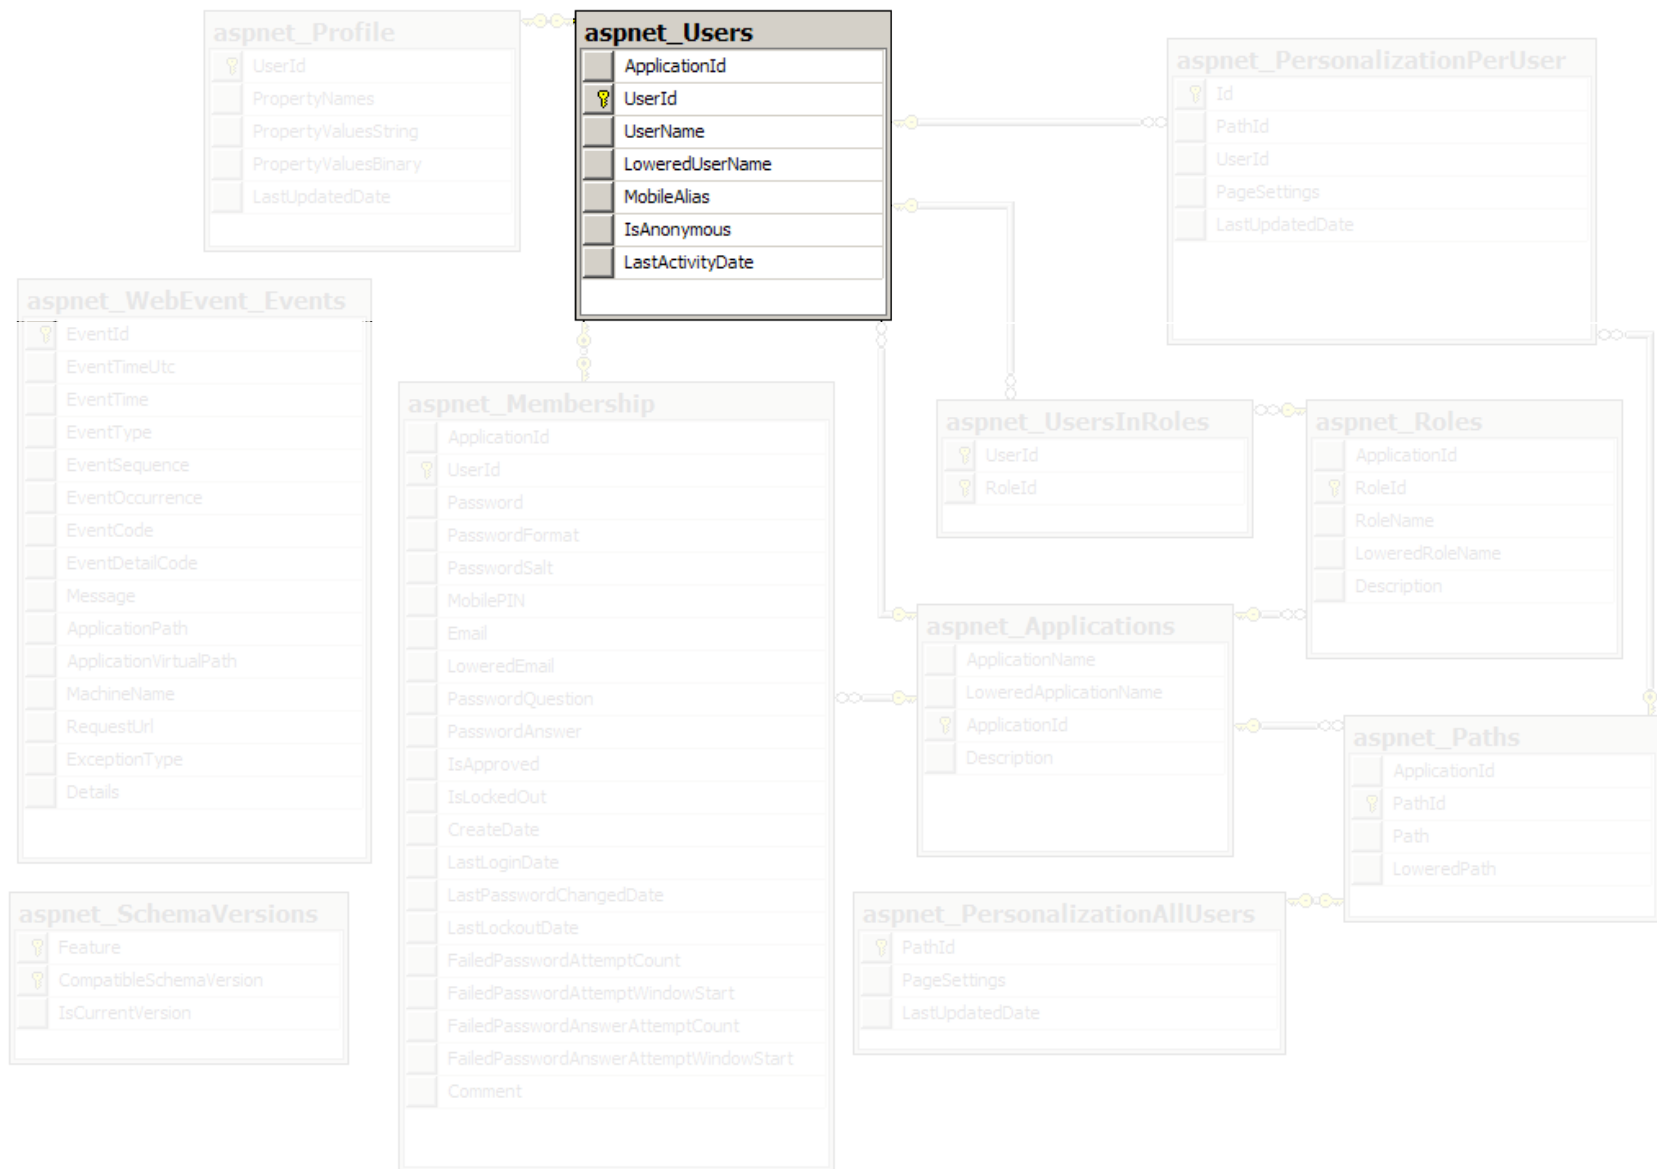 aspnet_Profile
UserId
PropertyNames
PropertyValuesString
PropertyValuesBinary
LastUpdatedDate
aspnet_Users
ApplicationId
UserId
UserName
LoweredUserName
MobileAlias
IsAnonymous
LastActivityDate
aspnet_PersonalizationPerUser
Id
PathId
UserId
PageSettings
LastUpdatedDate
aspnet_WebEvent_Events
EventId
EventTimeUtc
EventTime
EventType
EventSequence
EventOccurrence
EventCode
EventDetailCode
Message
ApplicationPath
ApplicationVirtualPath
MachineName
RequestUrl
ExceptionType
Details
aspnet_Membership
ApplicationId
UserId
Password
PasswordFormat
PasswordSalt
MobilePIN
Email
LoweredEmail
PasswordQuestion
PasswordAnswer
IsApproved
IsLockedOut
CreateDate
LastLoginDate
LastPasswordChangedDate
LastLockoutDate
FailedPasswordAttemptCount
FailedPasswordAttemptWindowStart
FailedPasswordAnswerAttemptCount
FailedPasswordAnswerAttemptWindowStart
Comment
aspnet_UsersInRoles
UserId
RoleId
aspnet_Roles
ApplicationId
RoleId
RoleName
LoweredRoleName
Description
aspnet_Applications
ApplicationName
LoweredApplicationName
ApplicationId
Description
aspnet_Paths
ApplicationId
PathId
Path
LoweredPath
aspnet_SchemaVersions
Feature
CompatibleSchemaVersion
IsCurrentVersion
aspnet_PersonalizationAllUsers
PathId
PageSettings
LastUpdatedDate